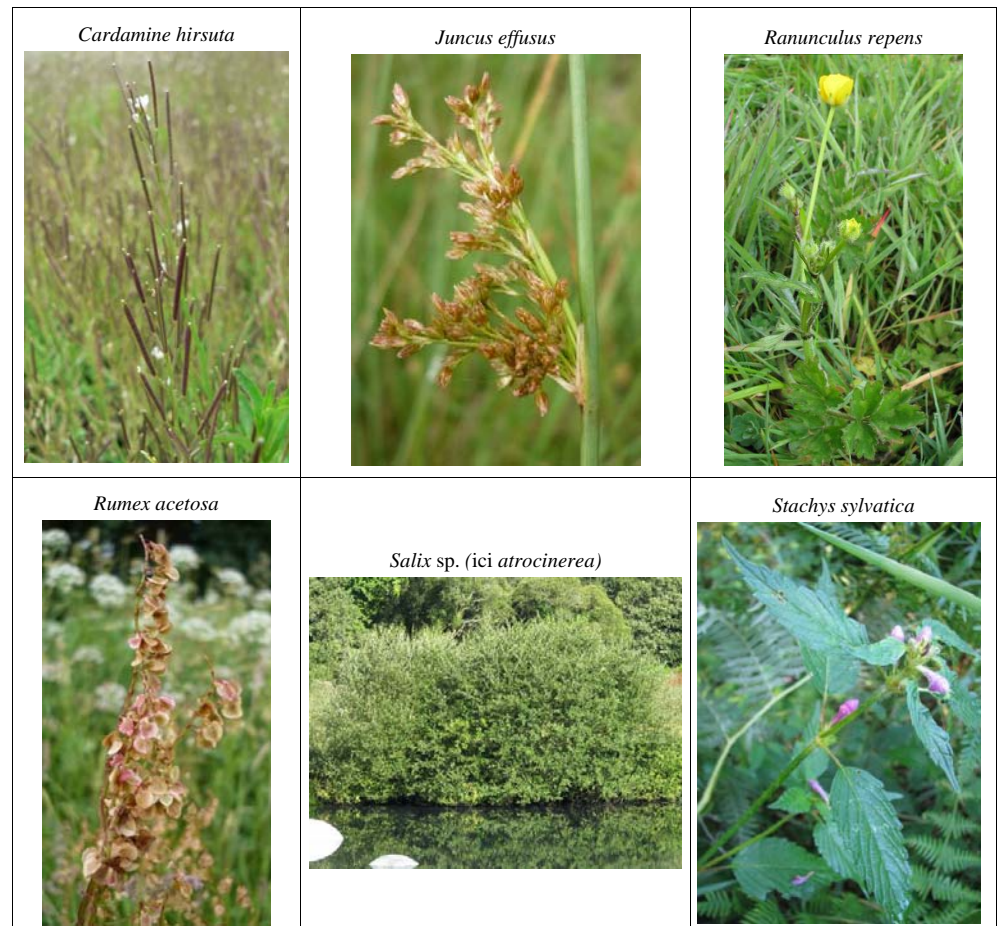 Cardamine hirsuta
Juncus effusus
Ranunculus repens
Rumex acetosa
Salix sp. (ici atrocinerea)
Stachys sylvatica